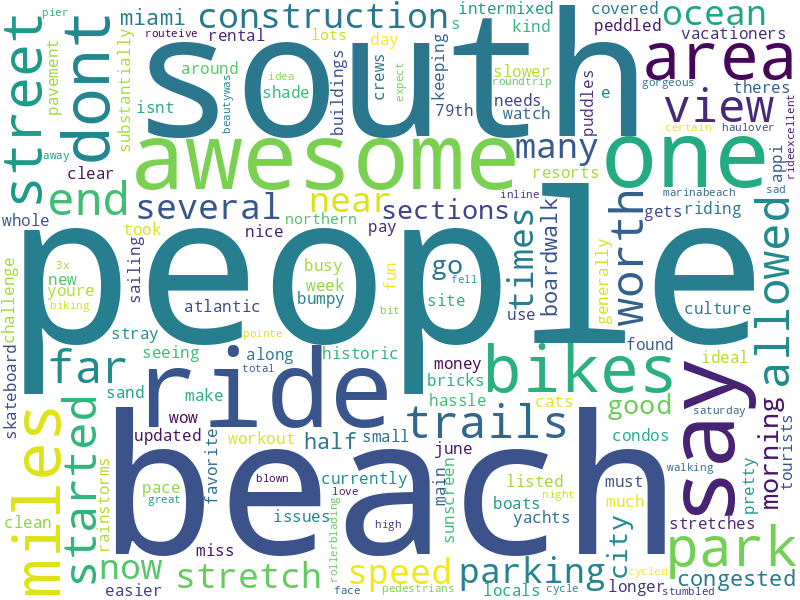 pier
miami
construction
intermixed
covered
ocean
s
kind
peddled
routeive
rental
lots
day
vacationers
south
street
pavement
dont
substantially
around
idea
shade
beautywas
isnt
buildings
crews
expect
keeping
slower
roundtrip
79th
needs
watch
e
puddles
area
gorgeous
theres
view
certain
haulover
rideexcellent
awesome
many
one
away
clear
resorts
marinabeach
sad
appi
end
several
near
sections
inline
times
boardwalk
worth
gets
riding
allowed
whole
took
nice
northern
pay
people
challenge
3x
new
youre
biking
sailing
busy
week
bumpy
fun
go
site
fell
use
generally
culture
atlantic
bit
stray
pointe
far
seeing
along
historic
money
found
ideal
skateboard
ride
total
bikes
bricks
hassle
cats
good
condos
sand
make
wow
updated
favorite
workout
half
small
trails
june
main
say
saturday
morning
tourists
miles
started
rainstorms
beach
pace
great
blown
love
currently
issues
high
rollerblading
sunscreen
listed
boats
night
yachts
city
must
much
walking
pretty
stretches
clean
now
miss
easier
stretch
speed
face
pedestrians
parking
locals
cycle
cycled
longer
stumbled
park
congested